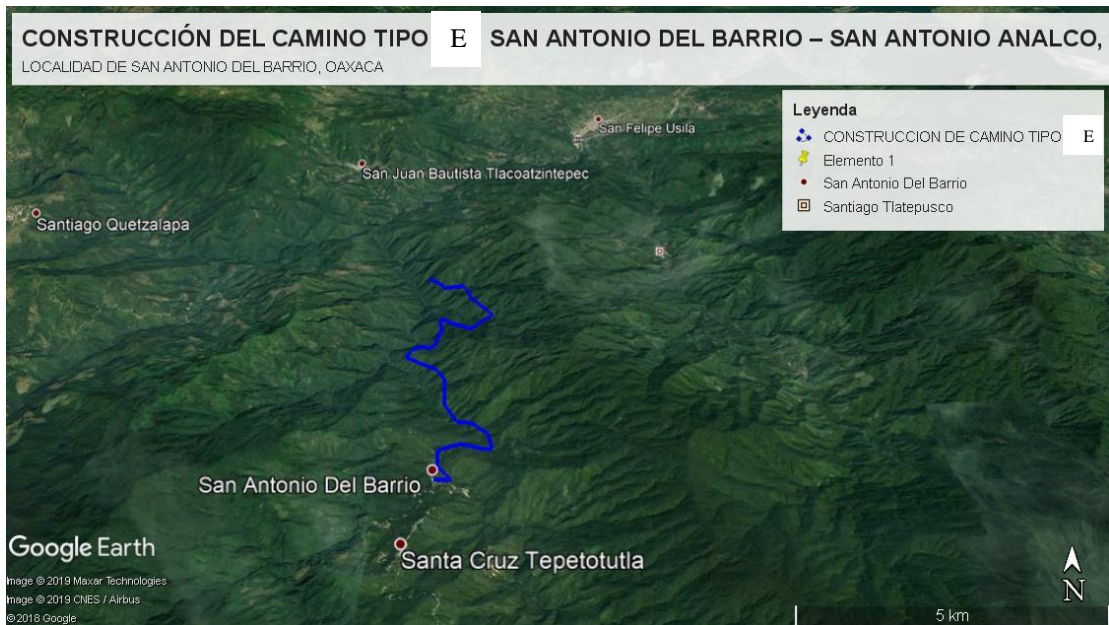 CONSTRUCCIÓN DEL CAMINO TIPO E SAN ANTONIO DEL BARRIO – SAN ANTONIO ANALCO,
LOCALIDAD DE SAN ANTONIO DEL BARRIO, OAXACA
Leyenda
CONSTRUCCION DE CAMINO TIPO E
Elemento 1
San Antonio Del Barrio
Santiago Tlatepusco
San Felipe Usila
San Juan Bautista Tlacoatzintepec
Santiago Quetzalapa
San Antonio Del Barrio
Santa Cruz Tepetotutla
Google Earth
Image © 2019 Maxar Technologies
Image © 2019 CNES / Airbus
© 2018 Google
N
5 km